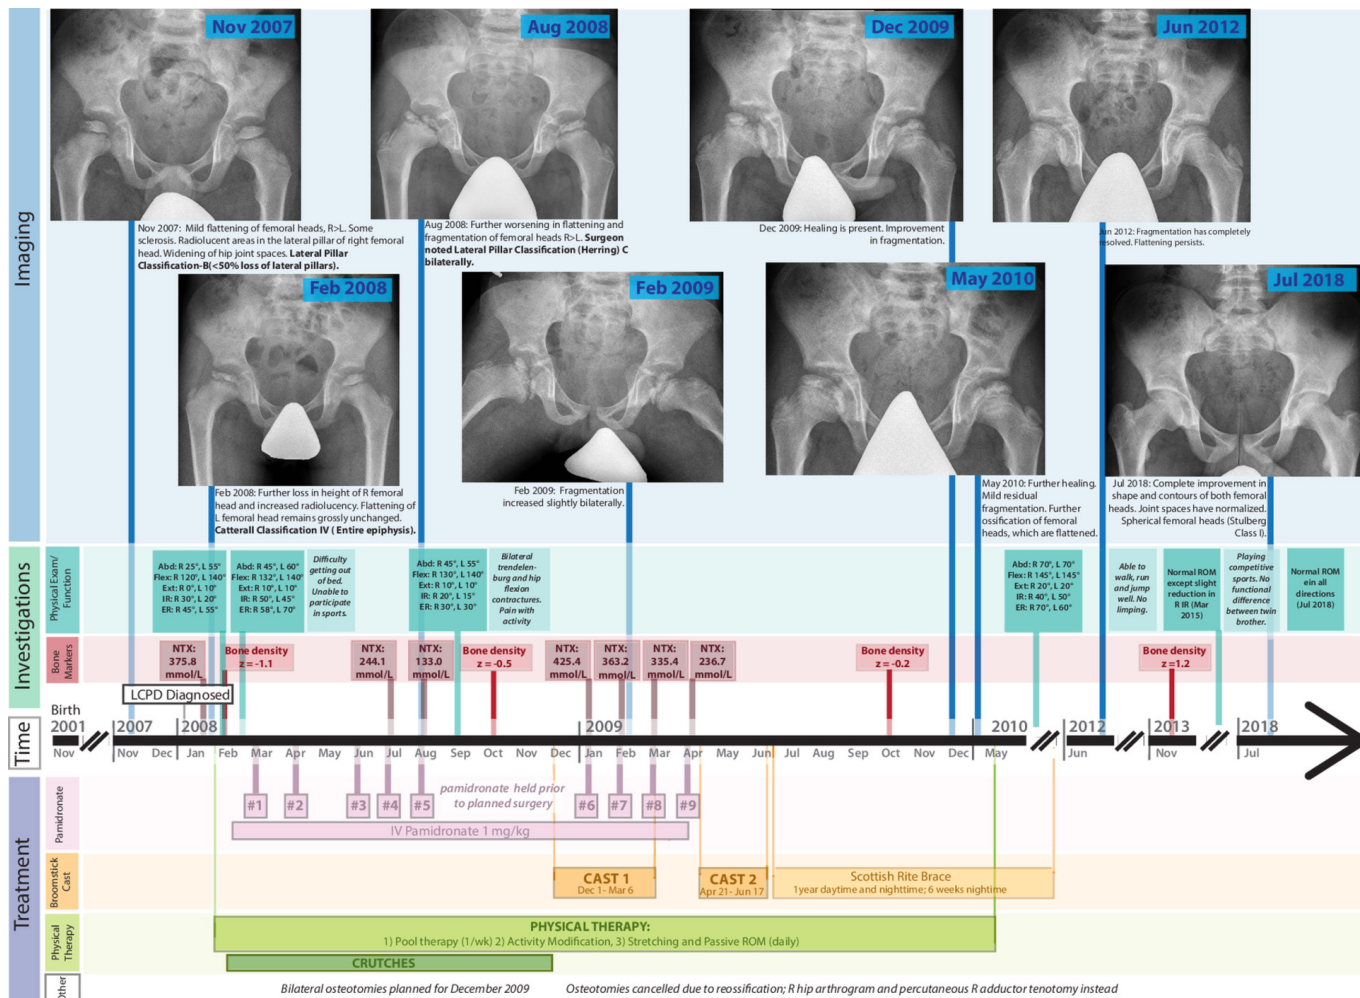 Imaging
Nov 2007
Aug 2008
Dec 2009
Jun 2012
Nov 2007: Mild flattening of femoral heads, R>L. Some
sclerosis. Radiolucent areas in the lateral pillar of right femoral
head. Widening of hip joint spaces. Lateral Pillar
Classification-B(<50% loss of lateral pillars).
Aug 2008: Further worsening in flattening and
fragmentation of femoral heads R>L. Surgeon
noted Lateral Pillar Classification (Herring) C
bilaterally.
Dec 2009: Healing is present. Improvement
in fragmentation.
Jun 2012: Fragmentation has completely
resolved. Flattening persists.
Feb 2008
Feb 2009
May 2010
Jul 2018
Feb 2008: Further loss in height of R femoral
head and increased radiolucency. Flattening of
L femoral head remains grossly unchanged.
Catterall Classification IV ( Entire epiphysis).
Feb 2009: Fragmentation
increased slightly bilaterally.
May 2010: Further healing.
Mild residual
fragmentation. Further
ossification of femoral
heads, which are flattened.
Jul 2018: Complete improvement in
shape and contours of both femoral
heads. Joint spaces have normalized.
Spherical femoral heads (Stulberg
Class I).
Investigations
Physical Exam/
Function
Abd: R 25°, L 55°
Flex: R 120°, L 140°
Ext: R 0°, L 10°
IR: R 30°, L 20°
ER: R 45°, L 55°
Abd: R 45°, L 60°
Flex: R 132°, L 140°
Ext: R 10°, L 10°
IR: R 50°, L 45°
ER: R 58°, L 70°
Difficulty
getting out
of bed.
Unable to
participate
in sports.
Abd: R 45°, L 55°
Flex: R 130°, L 140°
Ext: R 10°, L 10°
IR: R 20°, L 15°
ER: R 30°, L 30°
Bilateral
trendelen-
burg and hip
flexion
contractures.
Pain with
activity
Abd: R 70°, L 70°
Flex: R 145°, L 145°
Ext: R 20°, L 20°
IR: R 40°, L 50°
ER: R 70°, L 60°
Able to
walk, run
and jump
well. No
limping.
Normal ROM
except slight
reduction in
R IR (Mar
2015)
Playing
competitive
sports. No
functional
difference
between twin
brother.
Normal ROM
ein all
directions
(Jul 2018)
Bone
Markers
NTX:
375.8
mmol/L
Bone density
z = -1.1
NTX:
244.1
mmol/L
NTX:
133.0
mmol/L
Bone density
z = -0.5
NTX:
425.4
mmol/L
NTX:
363.2
mmol/L
NTX:
335.4
mmol/L
NTX:
236.7
mmol/L
Bone density
z = -0.2
Bone density
z=1.2
LCPD Diagnosed
Time
Birth
2001 2007 2008 2009 2010 2012 2013 2018
Nov Nov Dec Jan Feb Mar Apr May Jun Jul Aug Sep Oct Nov Dec Jan Feb Mar Apr May Jun Jul Aug Sep Oct Nov Dec May Jun Nov Jul
Treatment
Pamidronate
#1 #2 #3 #4 #5 #6 #7 #8 #9
pamidronate held prior
to planned surgery
IV Pamidronate 1 mg/kg
Broomstick
Cast
CAST 1
Dec 1- Mar 6
CAST 2
Apr 21- Jun 17
Scottish Rite Brace
1year daytime and nighttime; 6 weeks nightime
Physical
Therapy
PHYSICAL THERAPY:
1) Pool therapy (1/wk) 2) Activity Modification, 3) Stretching and Passive ROM (daily)
CRUTCHES
Other
Bilateral osteotomies planned for December 2009
Osteotomies cancelled due to reossification; R hip arthrogram and percutaneous R adductor tenotomy instead